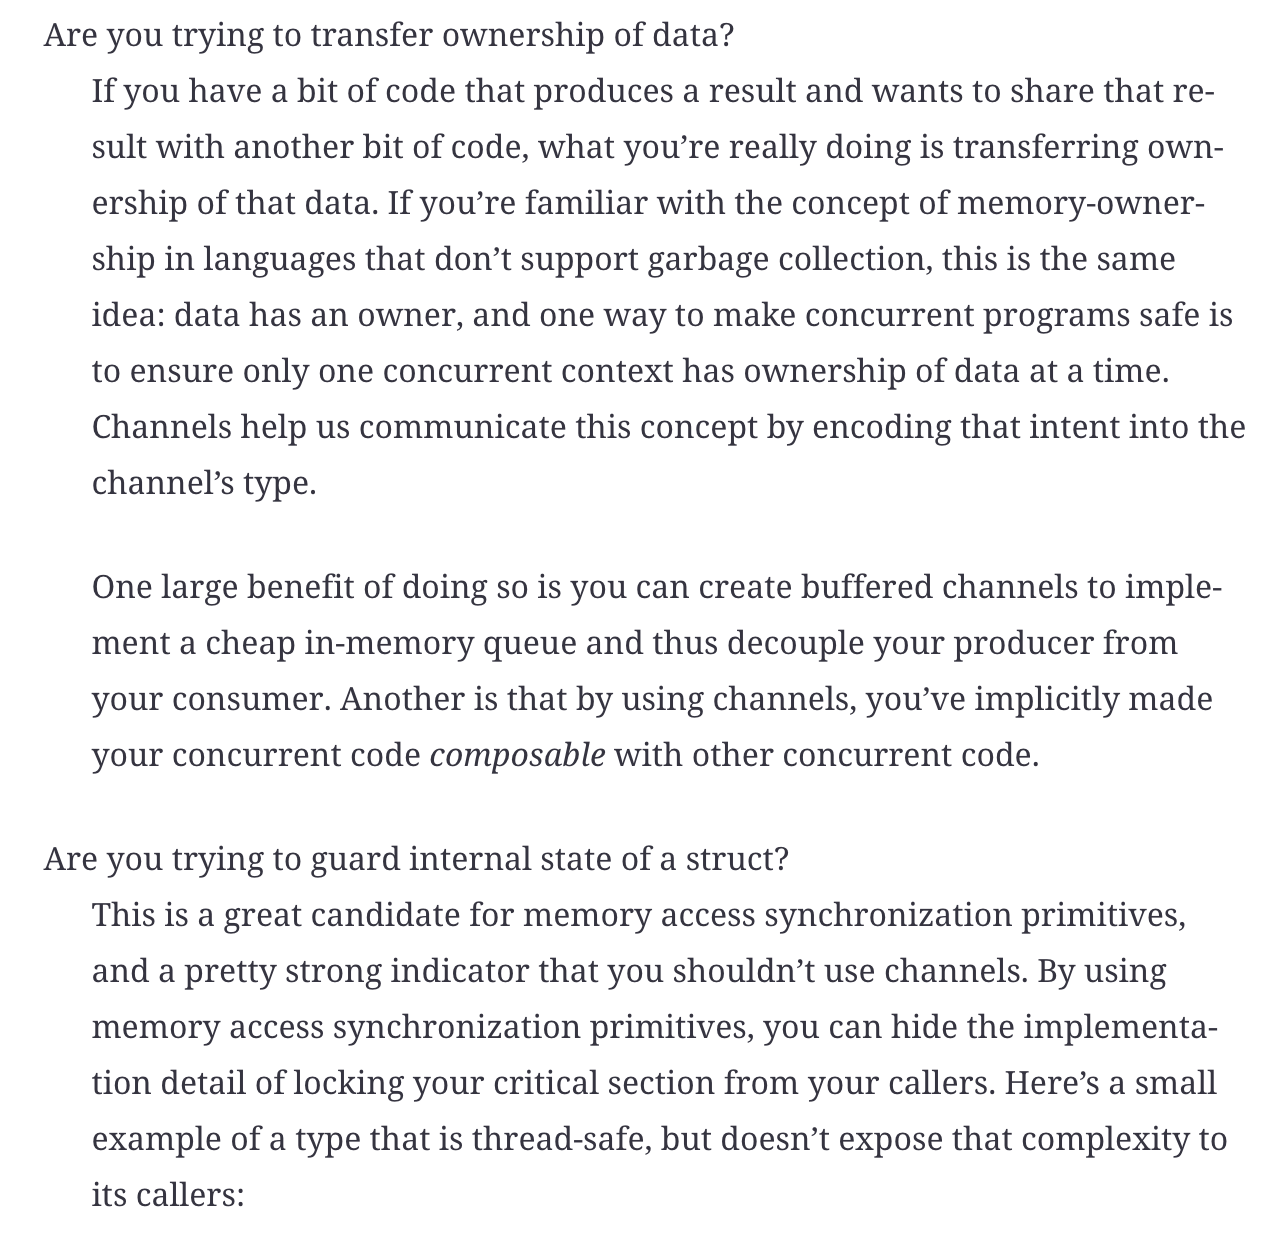 Are you trying to transfer ownership of data?
If you have a bit of code that produces a result and wants to share that re-
sult with another bit of code, what you’re really doing is transferring own-
ership of that data. If you’re familiar with the concept of memory-owner-
ship in languages that don’t support garbage collection, this is the same
idea: data has an owner, and one way to make concurrent programs safe is
to ensure only one concurrent context has ownership of data at a time.
Channels help us communicate this concept by encoding that intent into the
channel’s type.
One large benefit of doing so is you can create buffered channels to imple-
ment a cheap in-memory queue and thus decouple your producer from
your consumer. Another is that by using channels, you’ve implicitly made
your concurrent code composable with other concurrent code.
Are you trying to guard internal state of a struct?
This is a great candidate for memory access synchronization primitives,
and a pretty strong indicator that you shouldn’t use channels. By using
memory access synchronization primitives, you can hide the implementa-
tion detail of locking your critical section from your callers. Here’s a small
example of a type that is thread-safe, but doesn’t expose that complexity to
its callers: